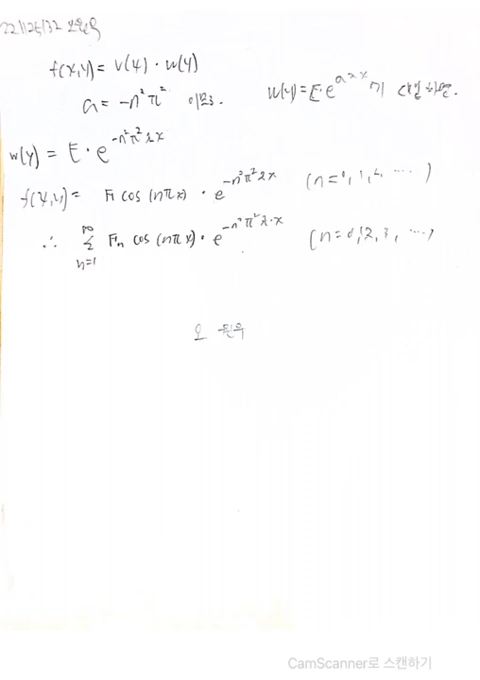 f(x,y) = v(x) · w(y)
a = -n²π² 이므로. w(y) = E·e^{aλx} 에 대입하면.
w(y) = E · e^{-n²π²λx}
f(x,y) = Fn cos (nπx) · e^{-n²π²λx} (n=0, 1, 2, ....)
∴ ∞∑n=1 Fn cos (nπx) · e^{-n²π²λ·x} (n=0, 1, 2, 3, ....)
CamScanner로 스캔하기